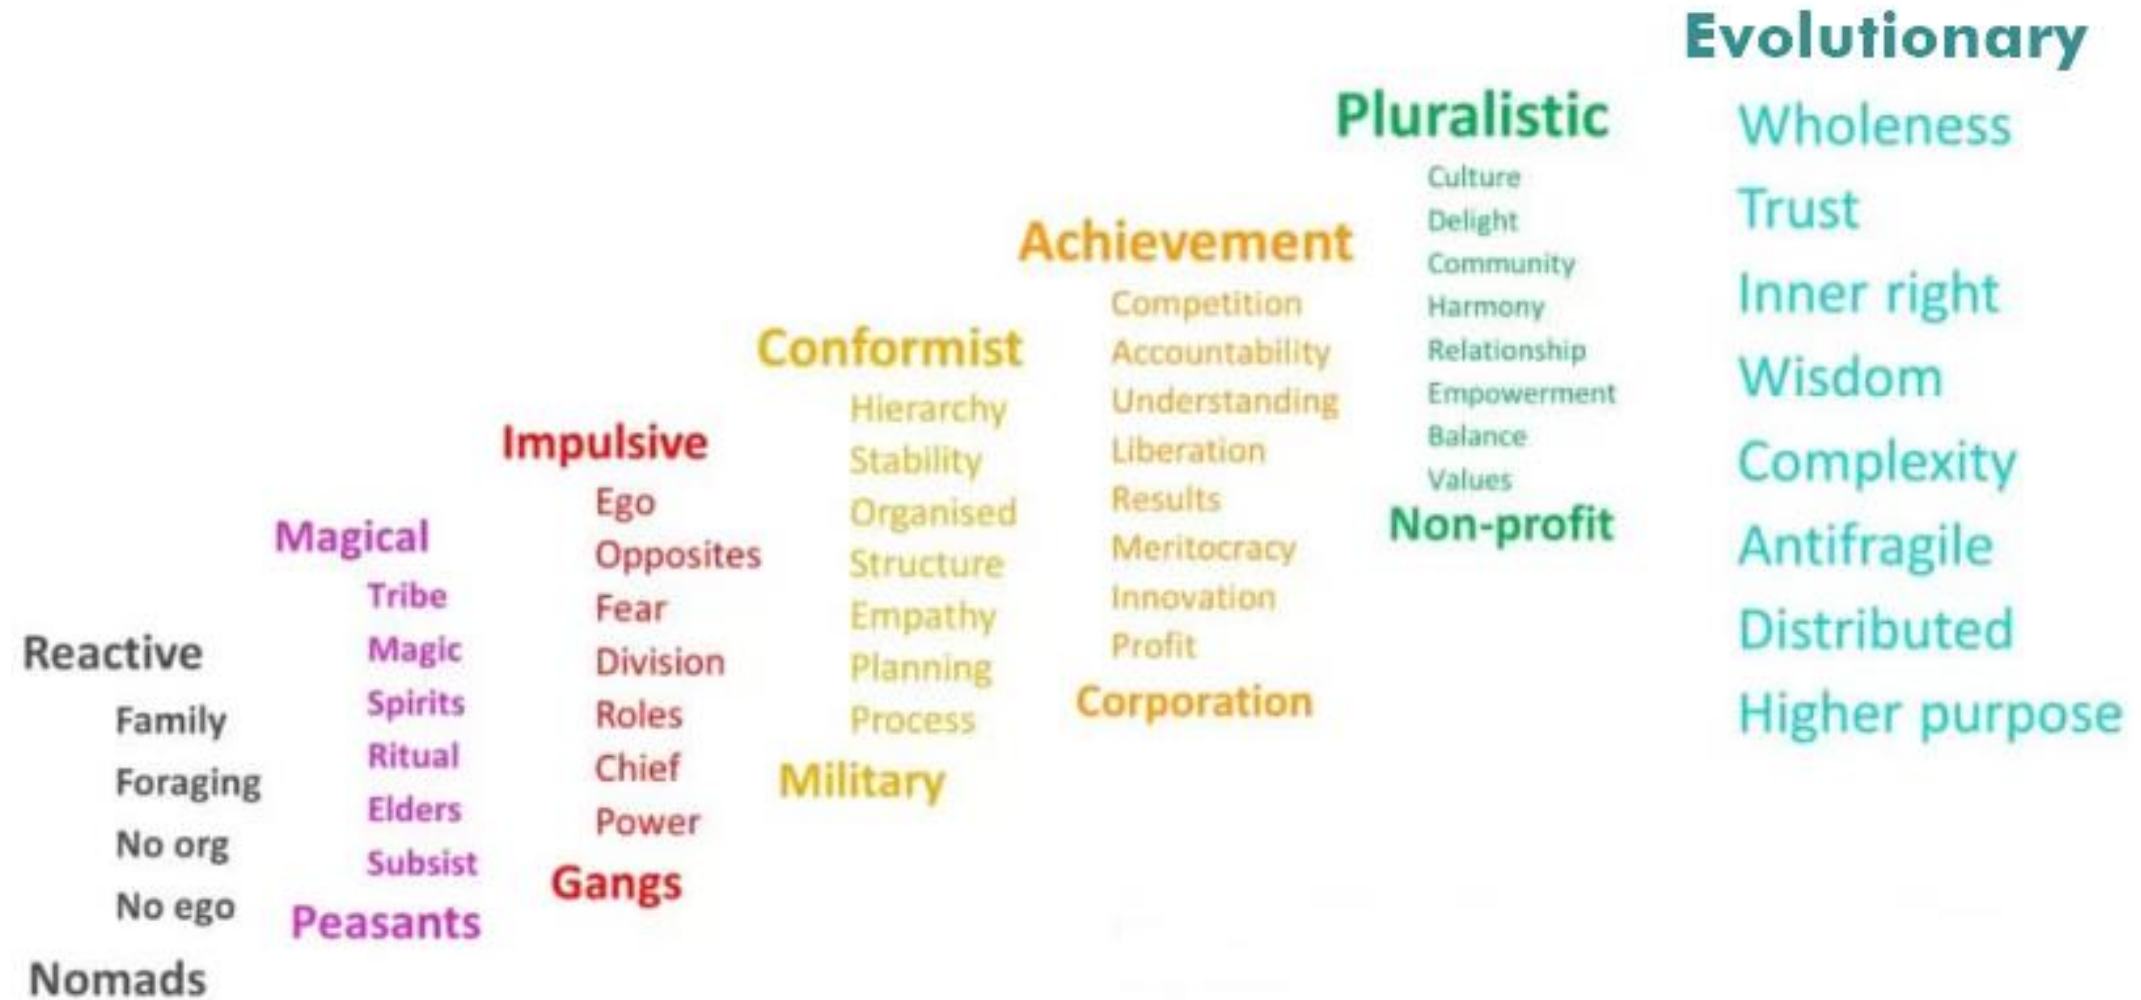 Reactive
Family
Foraging
No org
No ego
Nomads
Magical
Tribe
Magic
Spirits
Ritual
Elders
Subsist
Peasants
Impulsive
Ego
Opposites
Fear
Division
Roles
Chief
Power
Gangs
Conformist
Hierarchy
Stability
Organised
Structure
Empathy
Planning
Process
Military
Achievement
Competition
Accountability
Understanding
Liberation
Results
Meritocracy
Innovation
Profit
Corporation
Pluralistic
Culture
Delight
Community
Harmony
Relationship
Empowerment
Balance
Values
Non-profit
Evolutionary
Wholeness
Trust
Inner right
Wisdom
Complexity
Antifragile
Distributed
Higher purpose